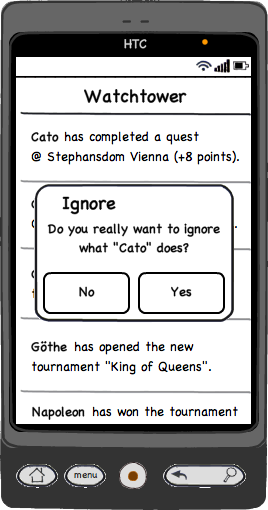 HTC
Watchtower
Cato has completed a quest
@ Stephansdom Vienna (+8 points).
Ignore
Do you really want to ignore
what "Cato" does?
No
Yes
Göthe has opened the new
tournament "King of Queens".
Napoleon has won the tournament
menu